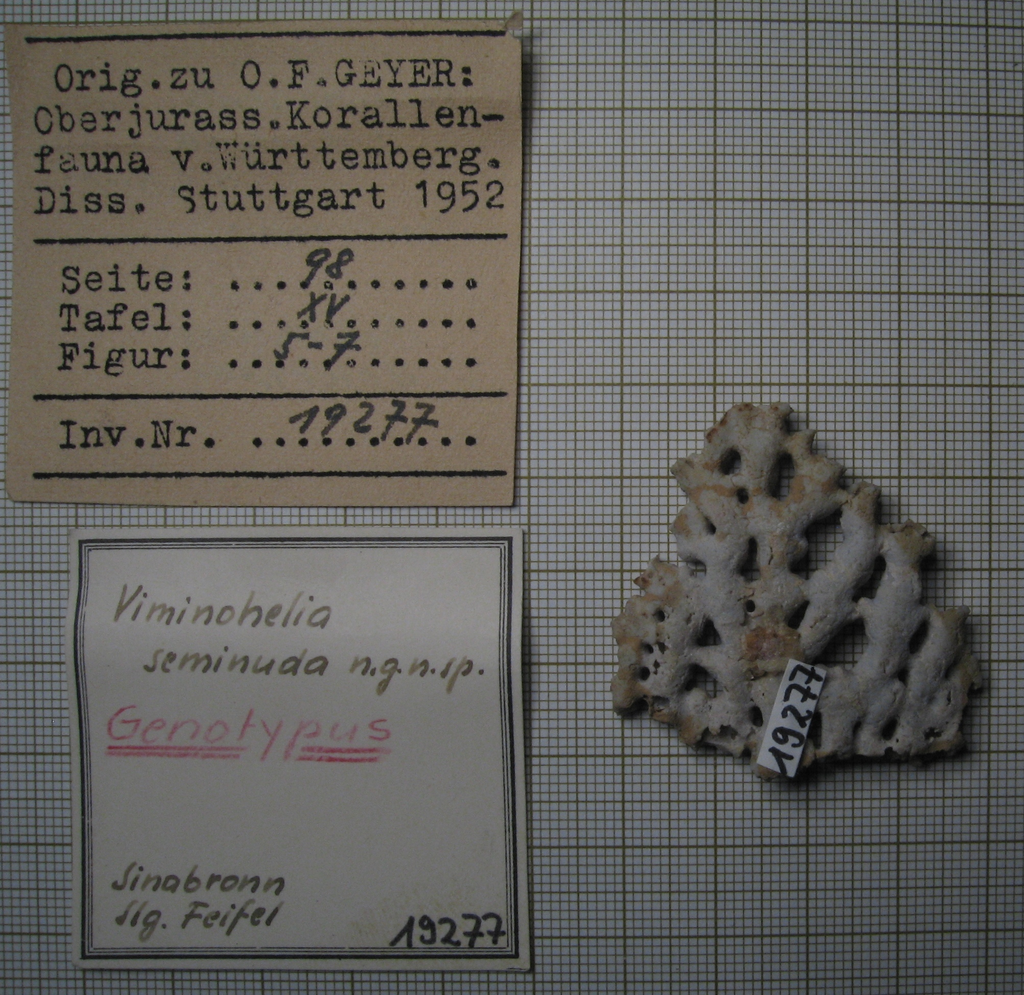 Orig.zu O.F.GEYER:
Oberjurass.Korallen-
fauna v.Württemberg.
Diss. Stuttgart 1952
Seite: ...98.......
Tafel: ...XV.......
Figur: ..5-7......
Inv.Nr. ..19277..
Viminohelia
seminuda n.g.n.sp.
Genotypus
Sinabronn
Slg. Feifel
19277
19277